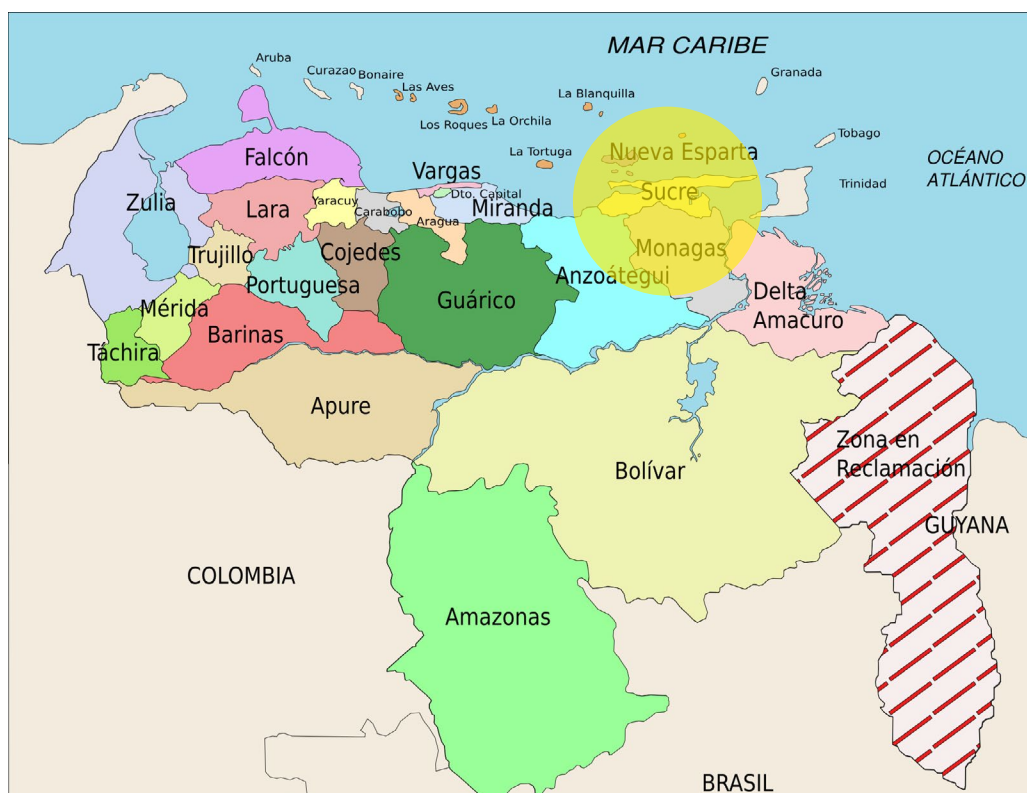 MAR CARIBE
Aruba
Curazao
Bonaire
Las Aves
Los Roques
La Orchila
La Blanquilla
Granada
La Tortuga
Tobago
Trinidad
OCÉANO
ATLÁNTICO
Nueva Esparta
Sucre
Monagas
Falcón
Zulia
Lara
Yaracuy
Carabobo
Vargas
Dto. Capital
Miranda
Aragua
Trujillo
Cojedes
Portuguesa
Guárico
Anzoátegui
Delta
Amacuro
Mérida
Táchira
Barinas
Apure
Bolívar
Zona en
Reclamación
GUYANA
COLOMBIA
Amazonas
BRASIL